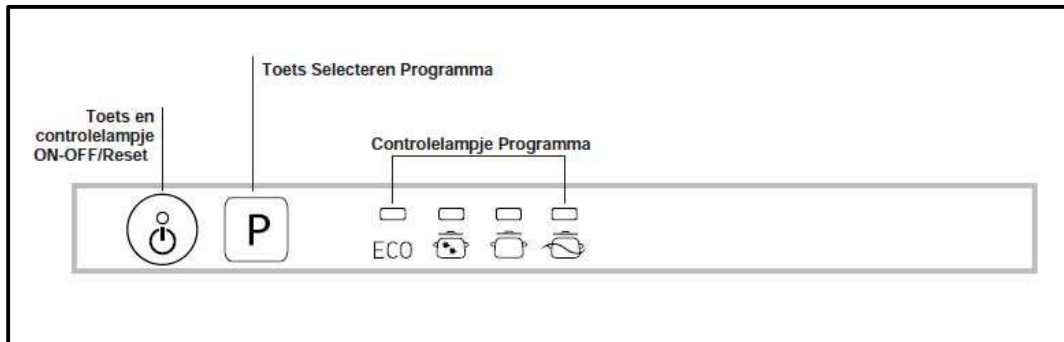 Toets Selecteren Programma
Toets en
controlelampje
ON-OFF/Reset
Controlelampje Programma
P
ECO